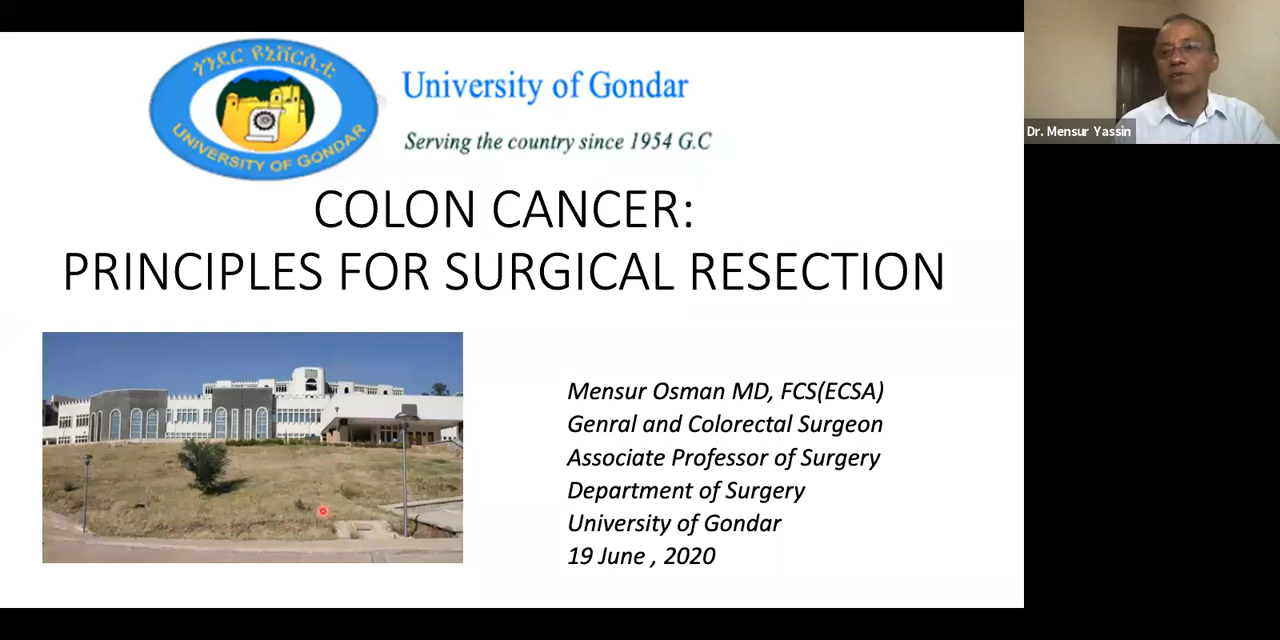 ጎንደር ዩኒቨርሲቲ
UNIVERSITY OF GONDAR
University of Gondar
Serving the country since 1954 G.C
COLON CANCER:
PRINCIPLES FOR SURGICAL RESECTION
Mensur Osman MD, FCS(ECSA)
Genral and Colorectal Surgeon
Associate Professor of Surgery
Department of Surgery
University of Gondar
19 June , 2020
Dr. Mensur Yassin